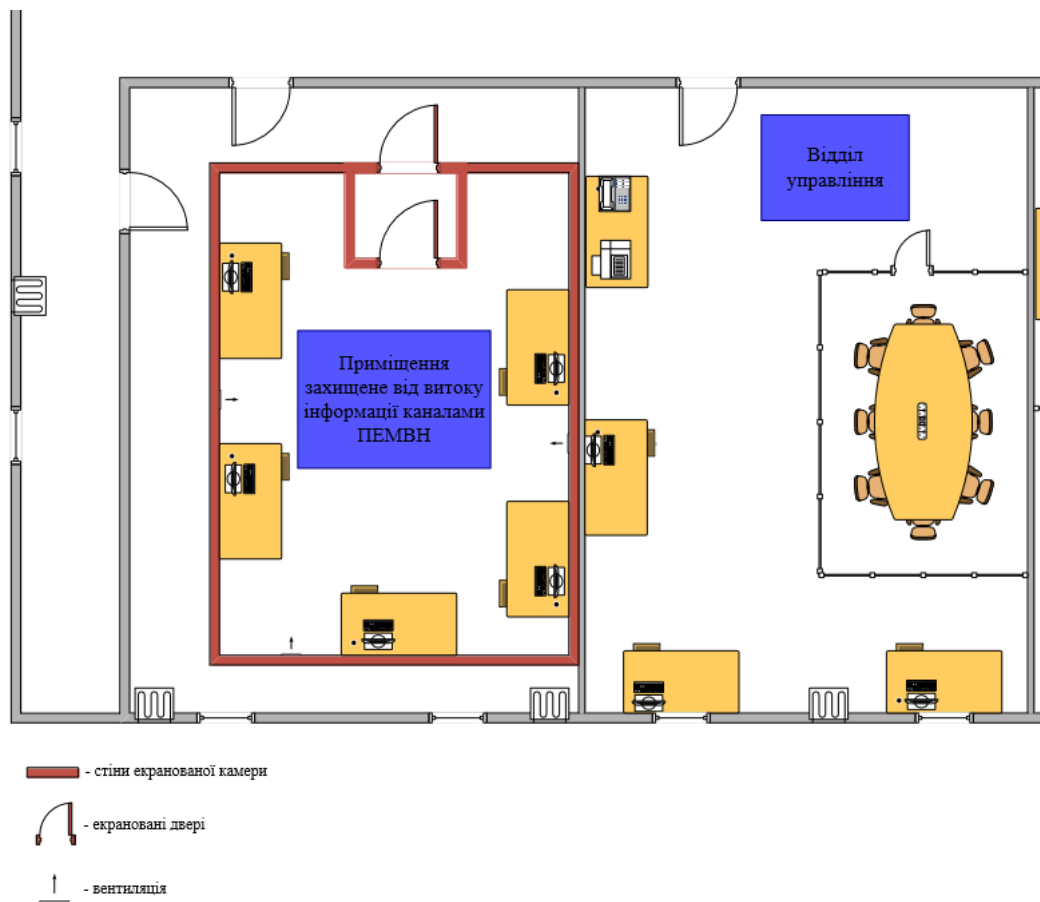 Відділ
управління
Приміщення
захищене від витоку
інформації каналами
ПЕМВН
- стіни екранованої камери
- екрановані двері
- вентиляція